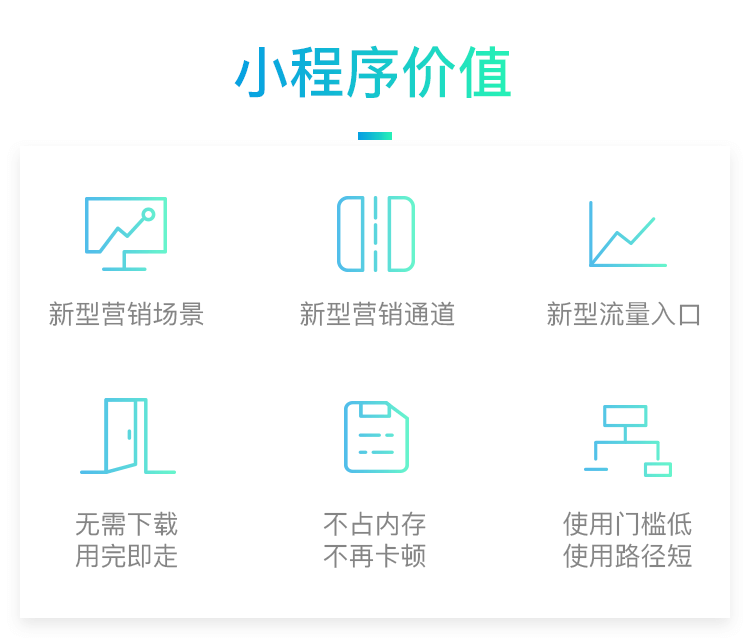 小程序价值
新型营销场景
新型营销通道
新型流量入口
无需下载
用完即走
不占内存
不再卡顿
使用门槛低
使用路径短